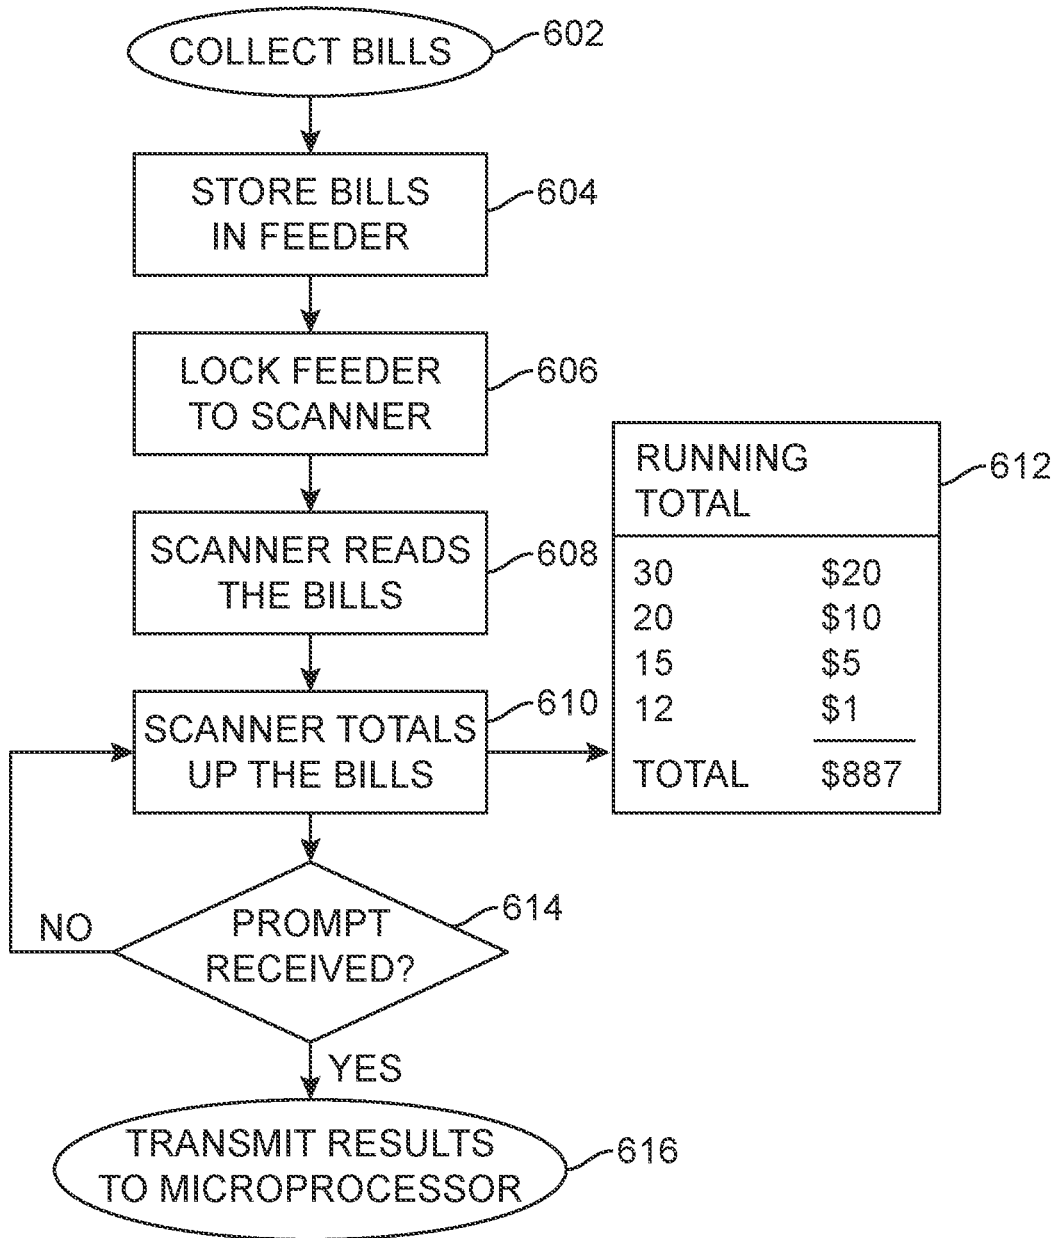 COLLECT BILLS
602
STORE BILLS
IN FEEDER
604
LOCK FEEDER
TO SCANNER
606
SCANNER READS
THE BILLS
608
SCANNER TOTALS
UP THE BILLS
610
RUNNING
TOTAL
612
30 $20
20 $10
15 $5
12 $1
TOTAL $887
PROMPT
RECEIVED?
614
NO
YES
TRANSMIT RESULTS
TO MICROPROCESSOR
616